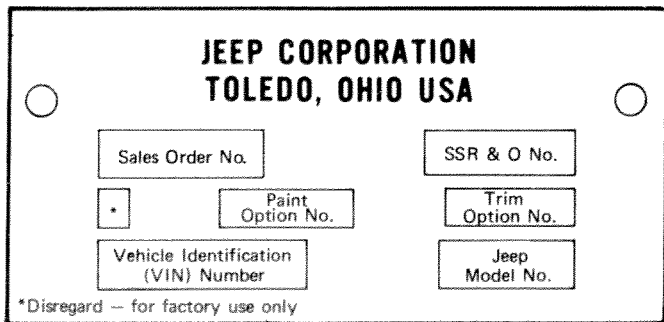 JEEP CORPORATION
TOLEDO, OHIO USA
Sales Order No.
SSR & O No.
*
Paint
Option No.
Trim
Option No.
Vehicle Identification
(VIN) Number
Jeep
Model No.
*Disregard — for factory use only